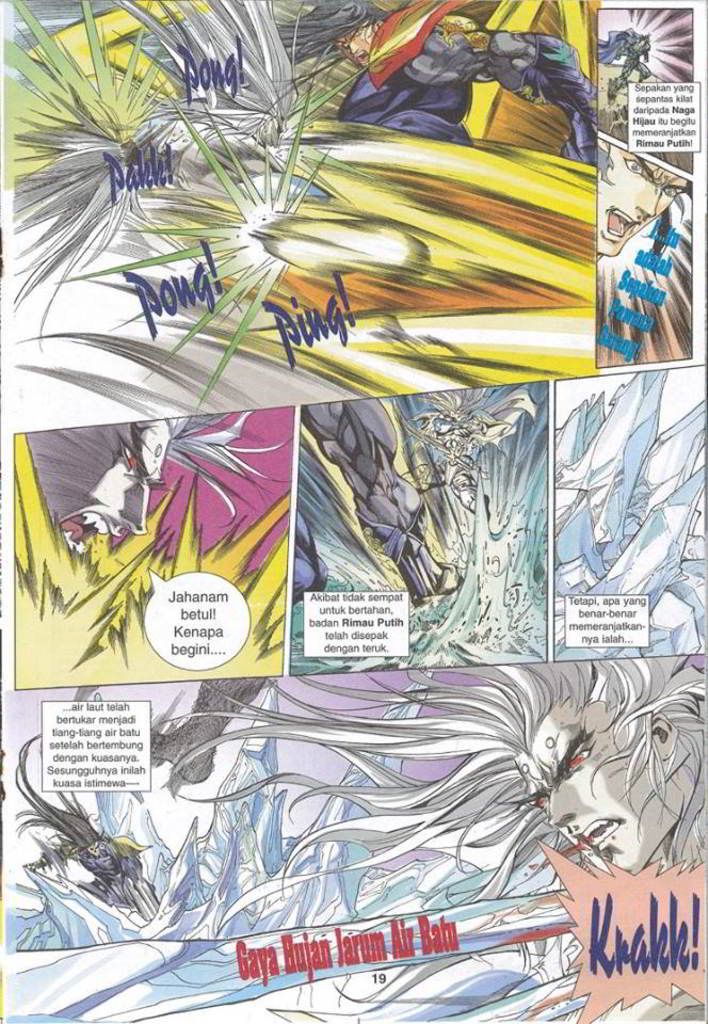 Pong!
Pakk!
Pong!
Ping!
Sepakan yang
sepantas kilat
daripada Naga
Hijau itu begitu
memeranjatkan
Rimau Putih!
adalah
Sepakan
Jahanam
betul!
Kenapa
begini....
Akibat tidak sempat
untuk bertahan,
badan Rimau Putih
telah disepak
dengan teruk.
Tetapi, apa yang
benar-benar
memeranjatkan-
nya ialah...
...air laut telah
bertukar menjadi
tiang-tiang air batu
setelah bertembung
dengan kuasanya.
Sesungguhnya inilah
kuasa istimewa—
Gaya Hujan Jarum Air Batu
Krakk!
19